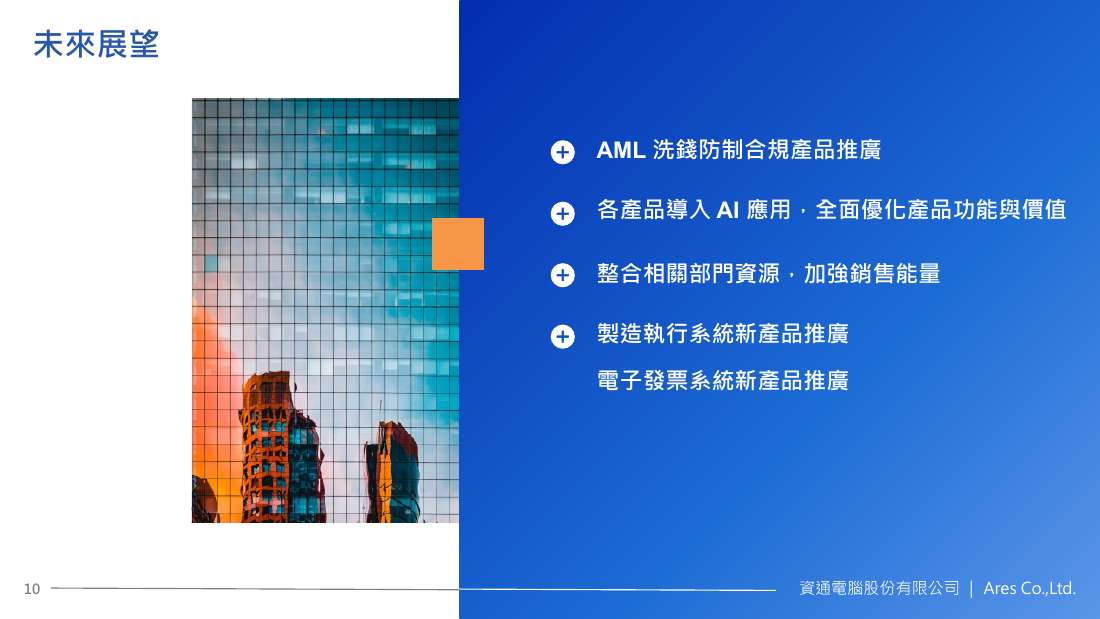 未來展望
AML 洗錢防制合規產品推廣
各產品導入 AI 應用，全面優化產品功能與價值
整合相關部門資源，加強銷售能量
製造執行系統新產品推廣
電子發票系統新產品推廣
10
資通電腦股份有限公司 | Ares Co.,Ltd.